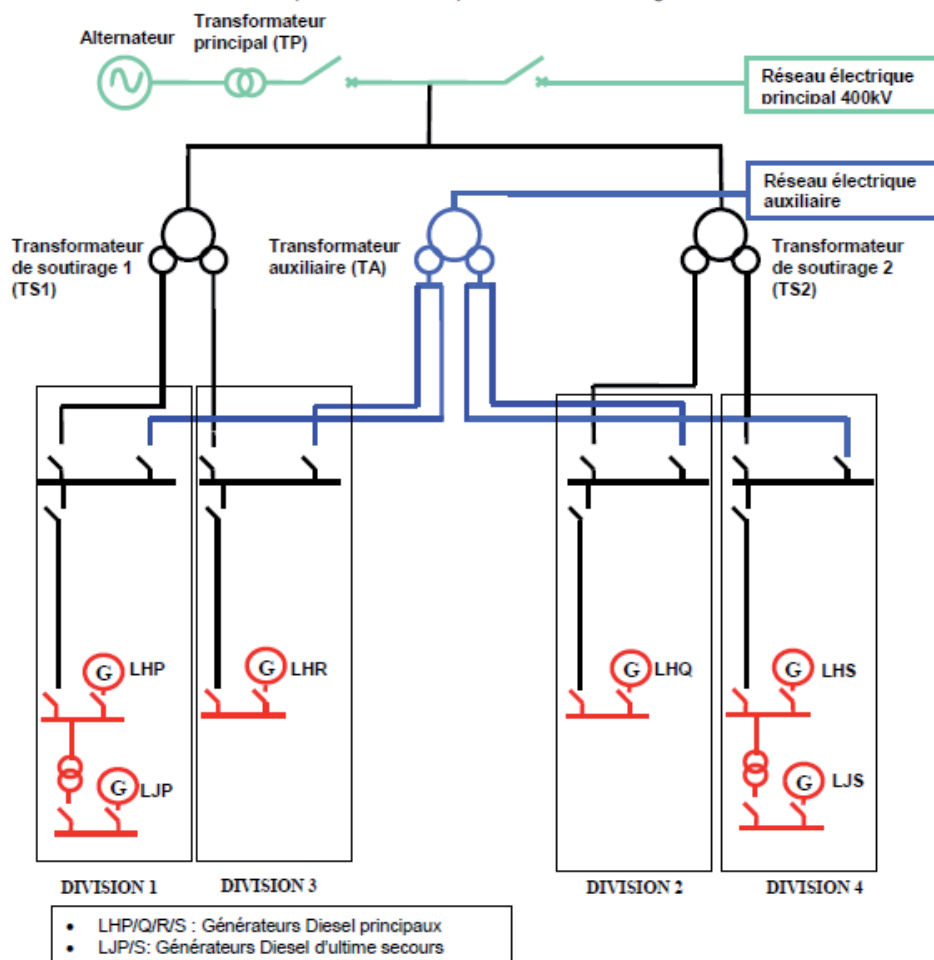 Transformateur
principal (TP)
Alternateur
Réseau électrique
principal 400kV
Réseau électrique
auxiliaire
Transformateur
de soutirage 1
(TS1)
Transformateur
auxiliaire (TA)
Transformateur
de soutirage 2
(TS2)
G LHP
G LHR
G LHQ
G LHS
G LJP
G LJS
DIVISION 1
DIVISION 3
DIVISION 2
DIVISION 4
• LHP/Q/R/S : Générateurs Diesel principaux
• LJP/S: Générateurs Diesel d'ultime secours